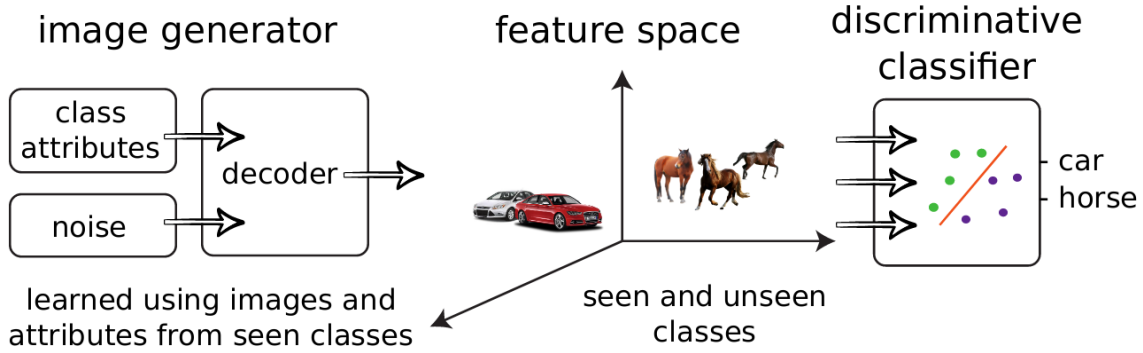 image generator
class
attributes
noise
decoder
learned using images and
attributes from seen classes
feature space
seen and unseen
classes
discriminative
classifier
car
horse